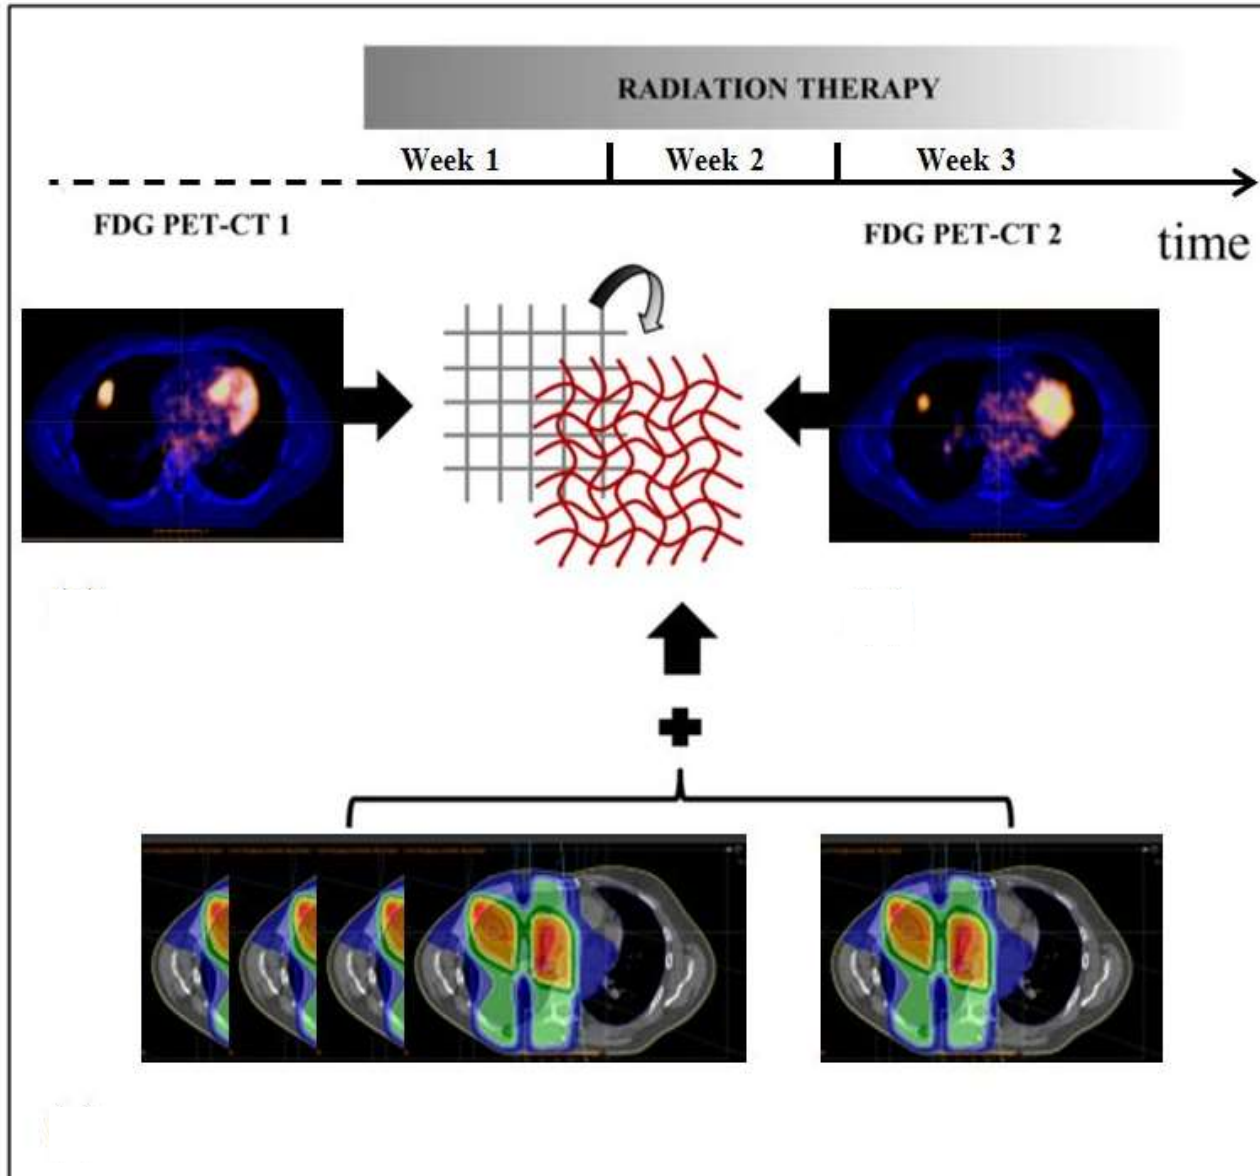 RADIATION THERAPY
Week 1
Week 2
Week 3
FDG PET-CT 1
FDG PET-CT 2
time